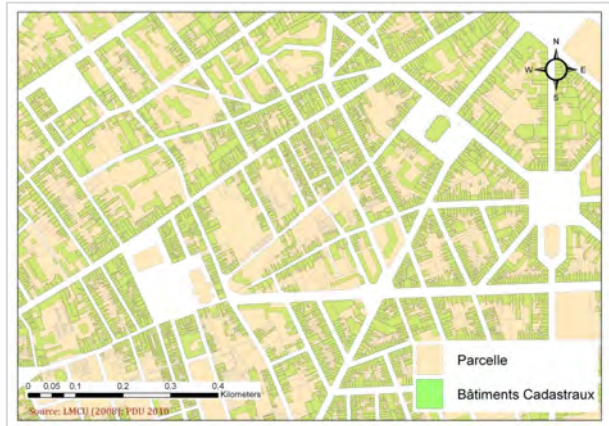 N
W E
S
Parcelle
Bâtiments Cadastraux
0 0.05 0.1 0.2 0.3 0.4
Kilometers
Source: LMCU (2008); PDU 2010